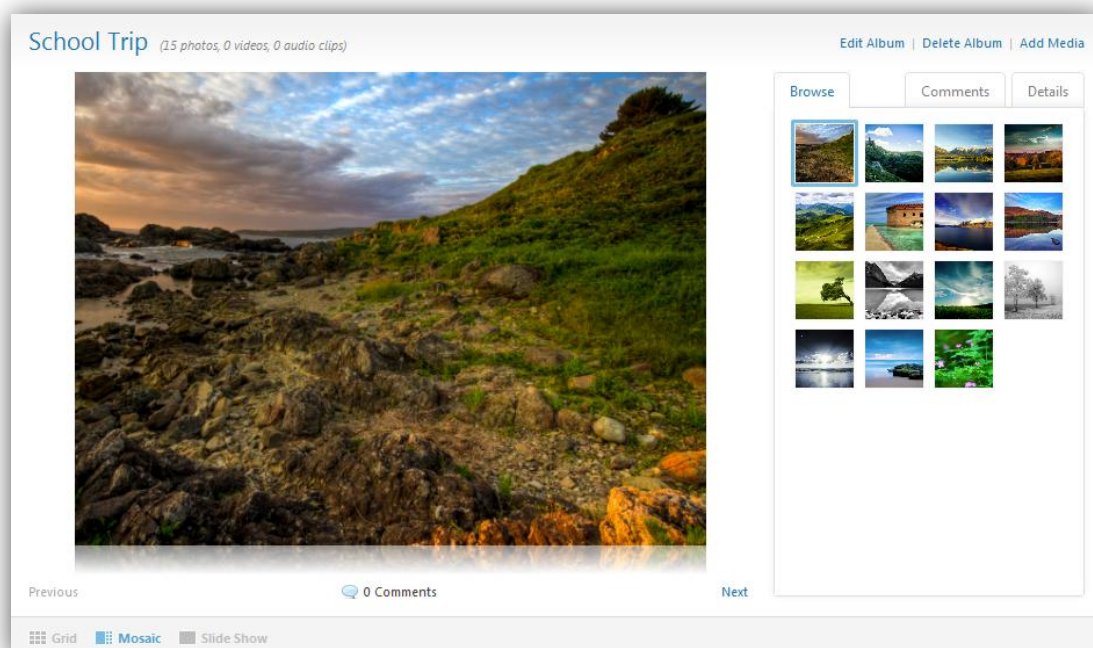 School Trip (15 photos, 0 videos, 0 audio clips)
Edit Album | Delete Album | Add Media
Browse
Comments
Details
Previous
0 Comments
Next
Grid
Mosaic
Slide Show